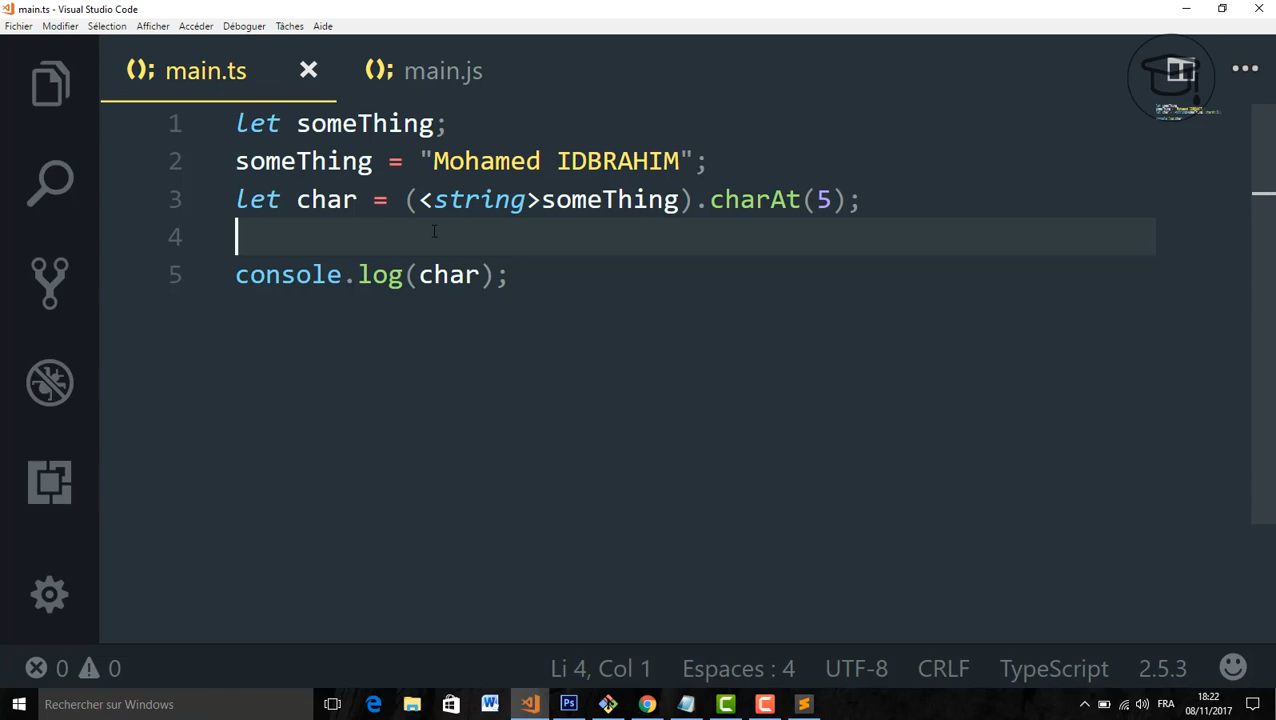 main.ts - Visual Studio Code
Fichier Modifier Sélection Afficher Accéder Déboguer Tâches Aide
main.ts main.js
1 let someThing;
2 someThing = "Mohamed IDBRAHIM";
3 let char = (<string>someThing).charAt(5);
4
5 console.log(char);
0 0 Li 4, Col 1 Espaces : 4 UTF-8 CRLF TypeScript 2.5.3
Rechercher sur Windows
FRA
18:22
08/11/2017